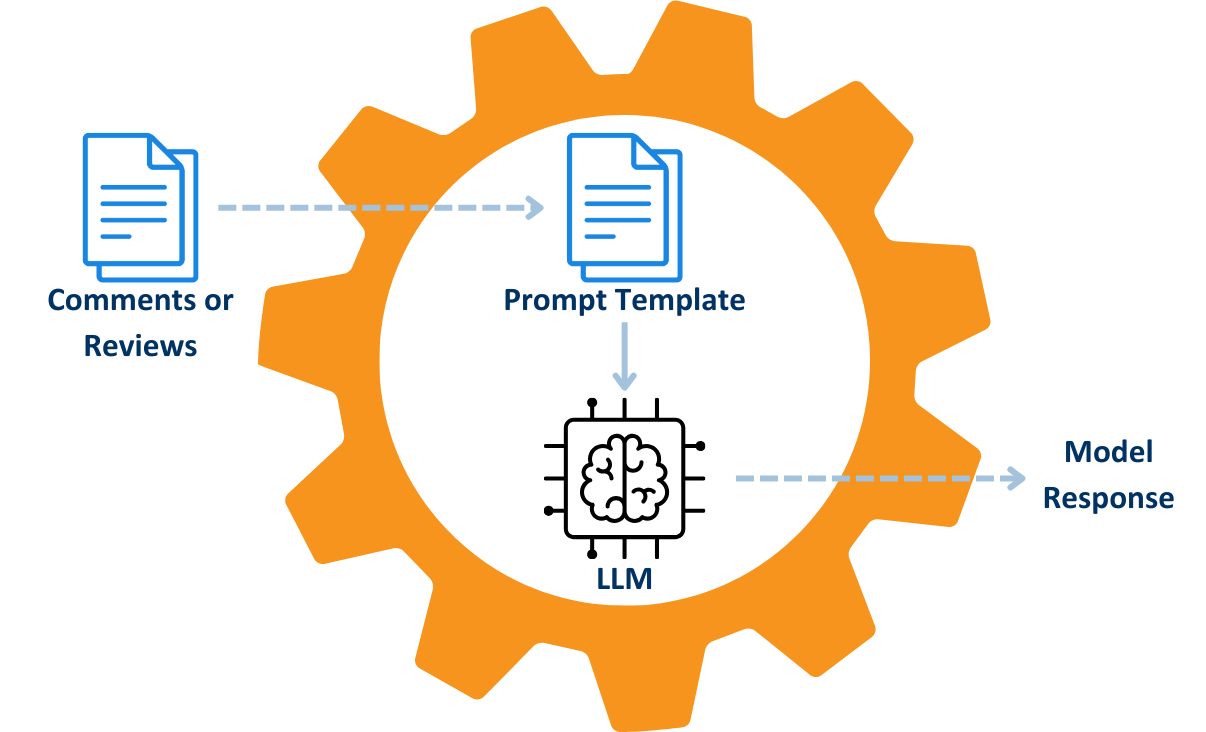 Comments or
Reviews
Prompt Template
LLM
Model
Response